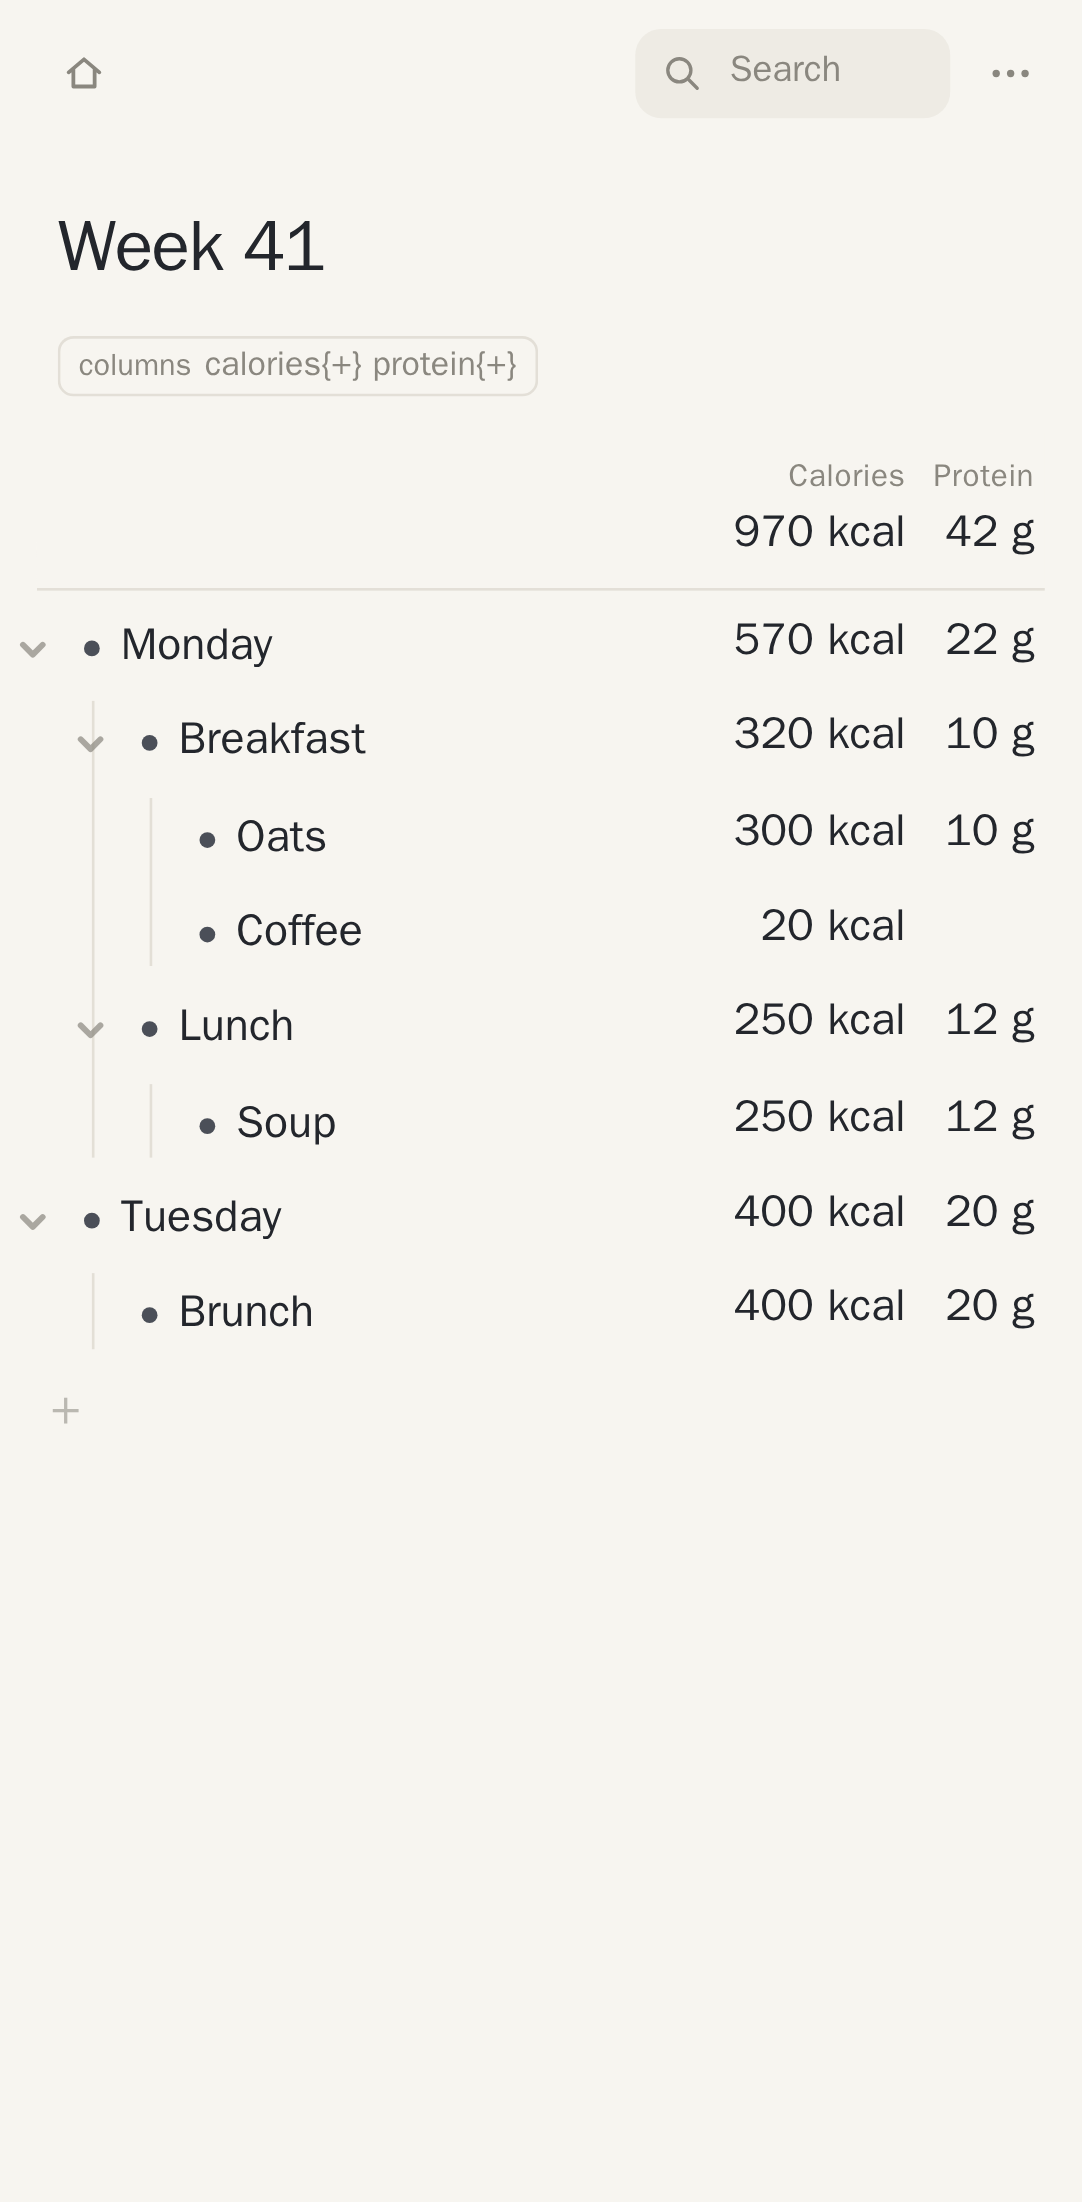 Search
Week 41
columns calories{+} protein{+}
Calories Protein
970 kcal 42 g
Monday 570 kcal 22 g
Breakfast 320 kcal 10 g
Oats 300 kcal 10 g
Coffee 20 kcal
Lunch 250 kcal 12 g
Soup 250 kcal 12 g
Tuesday 400 kcal 20 g
Brunch 400 kcal 20 g